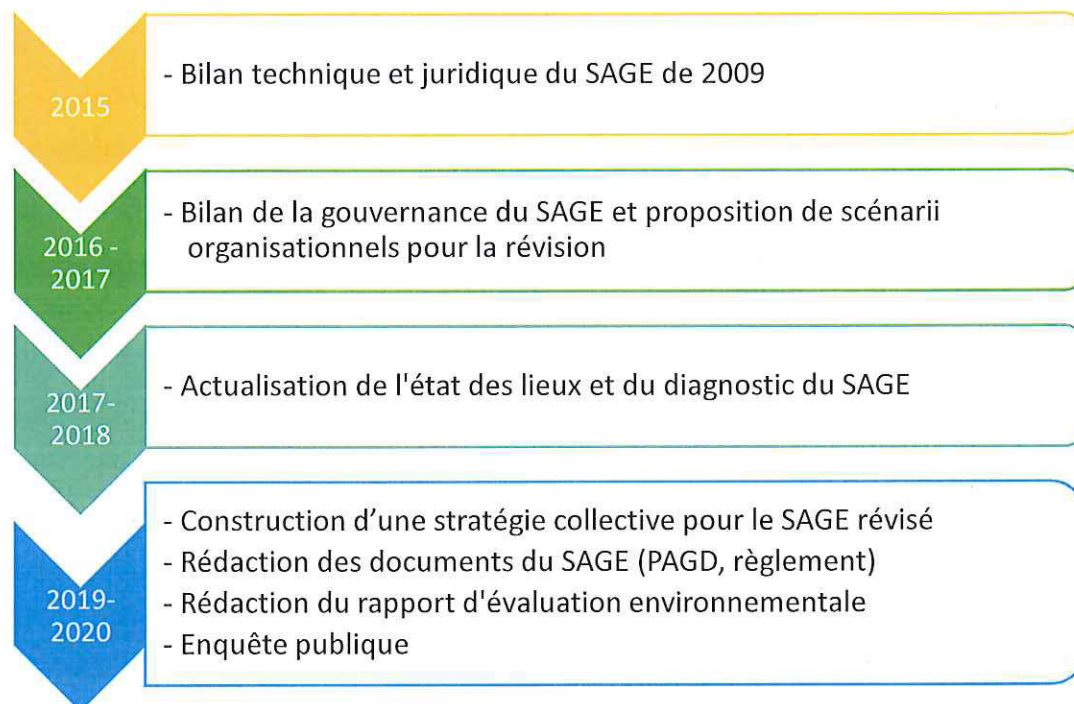 2015
- Bilan technique et juridique du SAGE de 2009
2016 -
2017
- Bilan de la gouvernance du SAGE et proposition de scénarii
organisationnels pour la révision
2017-
2018
- Actualisation de l'état des lieux et du diagnostic du SAGE
2019-
2020
- Construction d’une stratégie collective pour le SAGE révisé
- Rédaction des documents du SAGE (PAGD, règlement)
- Rédaction du rapport d'évaluation environnementale
- Enquête publique